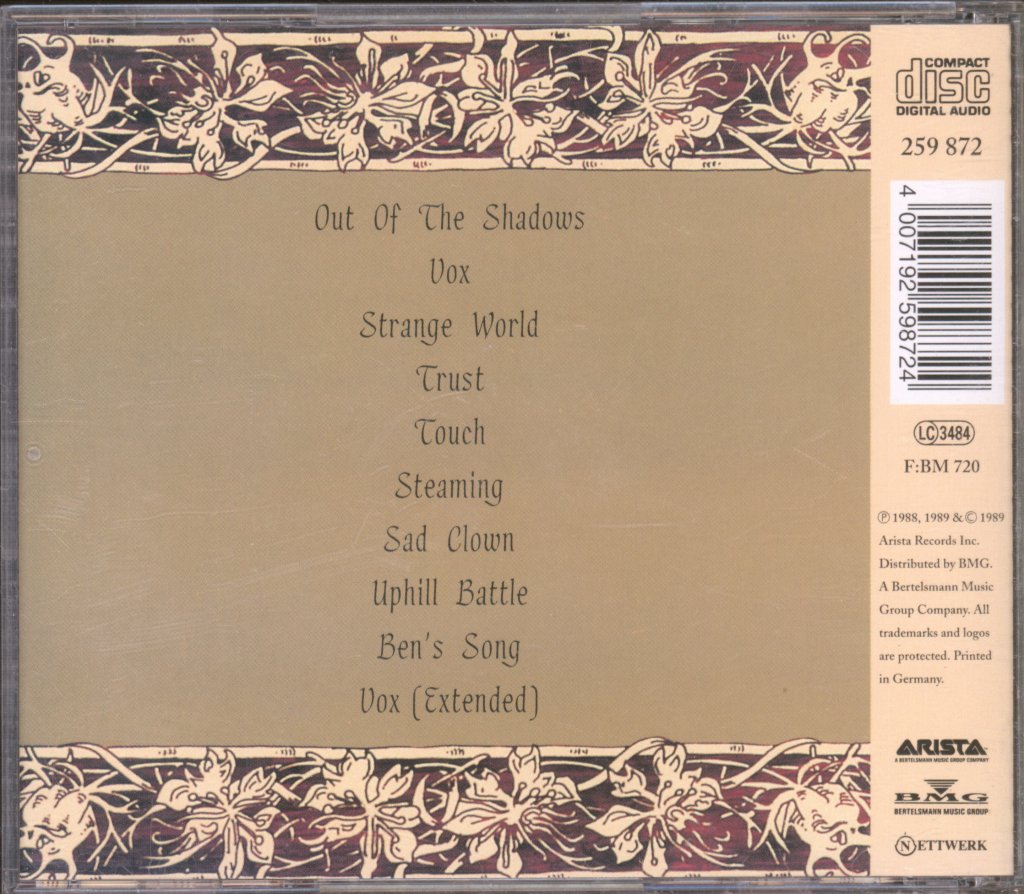 Out Of The Shadows
Vox
Strange World
Trust
Touch
Steaming
Sad Clown
Uphill Battle
Ben's Song
Vox (Extended)
COMPACT
disc
DIGITAL AUDIO
259 872
4 007192 598724
LC 3484
F:BM 720
Ⓟ 1988, 1989 & © 1989
Arista Records Inc.
Distributed by BMG.
A Bertelsmann Music
Group Company. All
trademarks and logos
are protected. Printed
in Germany.
ARISTA
A BERTELSMANN MUSIC GROUP COMPANY
BMG
BERTELSMANN MUSIC GROUP
NETTWERK